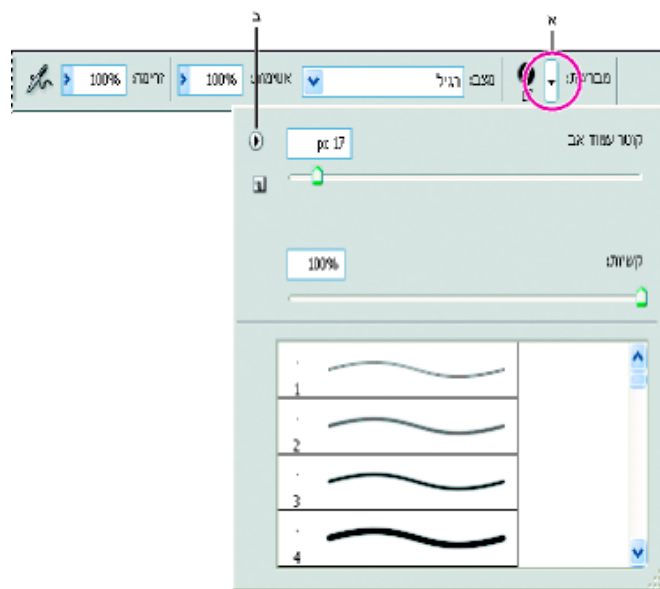 א ב
מברשת: מצב: רגיל אטימות: 100% זרימה: 100%
קוטר עמוד אב px 17
קשיות: 100%
1
2
3
4